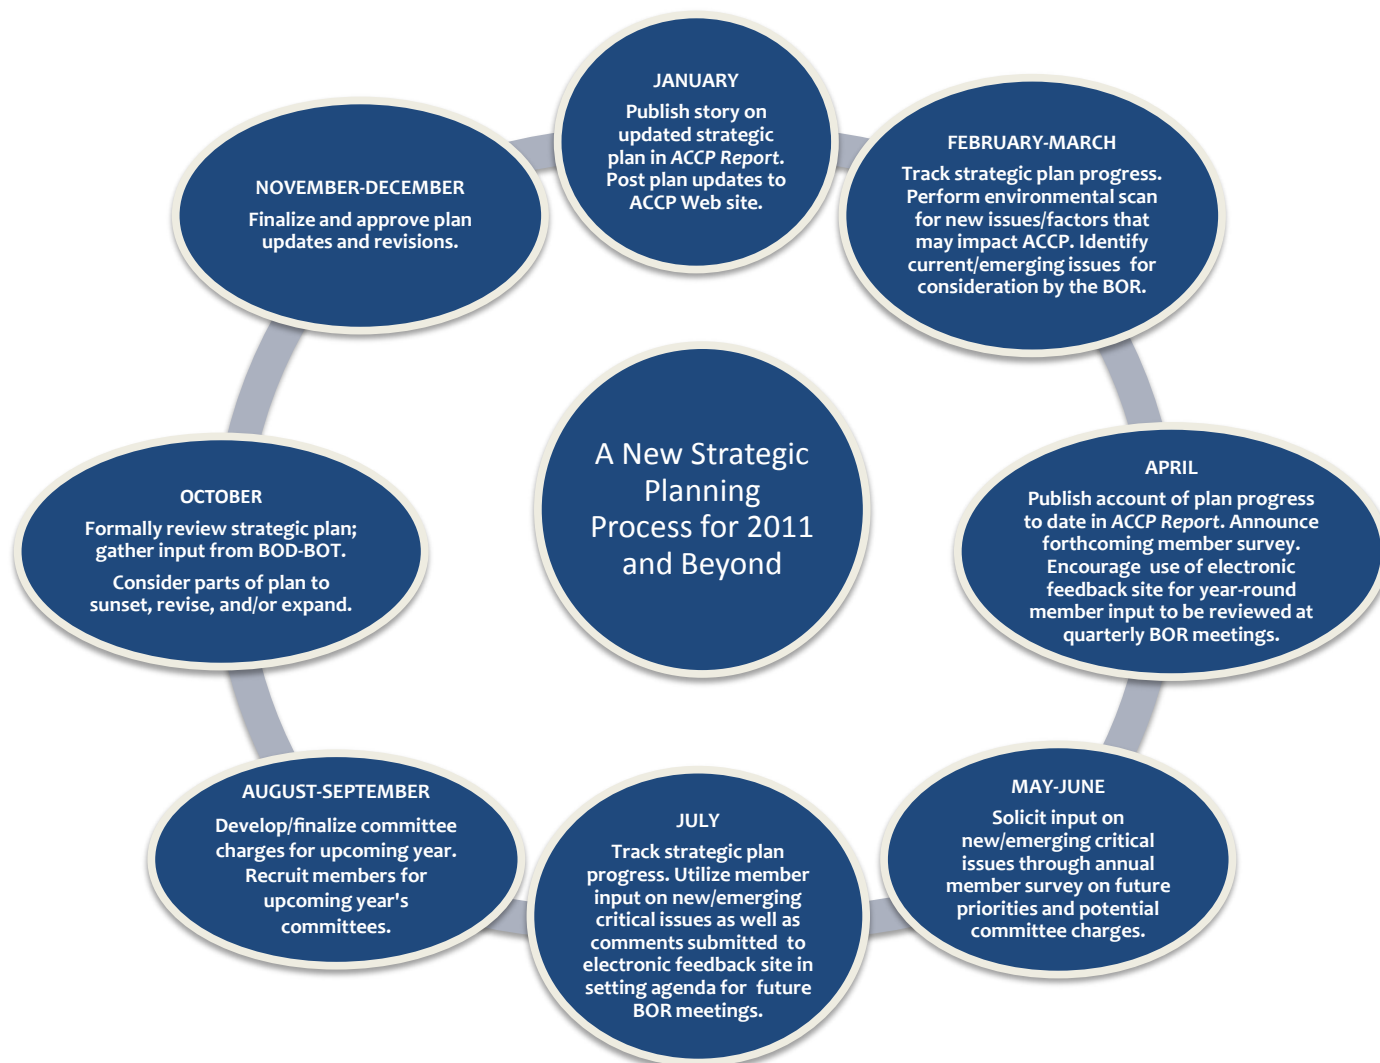 JANUARY
Publish story on
updated strategic
plan in ACCP Report.
Post plan updates to
ACCP Web site.
FEBRUARY-MARCH
Track strategic plan progress.
Perform environmental scan
for new issues/factors that
may impact ACCP. Identify
current/emerging issues for
consideration by the BOR.
APRIL
Publish account of plan progress
to date in ACCP Report. Announce
forthcoming member survey.
Encourage use of electronic
feedback site for year-round
member input to be reviewed at
quarterly BOR meetings.
MAY-JUNE
Solicit input on
new/emerging critical
issues through annual
member survey on future
priorities and potential
committee charges.
JULY
Track strategic plan
progress. Utilize member
input on new/emerging
critical issues as well as
comments submitted to
electronic feedback site in
setting agenda for future
BOR meetings.
AUGUST-SEPTEMBER
Develop/finalize committee
charges for upcoming year.
Recruit members for
upcoming year's
committees.
OCTOBER
Formally review strategic plan;
gather input from BOD-BOT.
Consider parts of plan to
sunset, revise, and/or expand.
NOVEMBER-DECEMBER
Finalize and approve plan
updates and revisions.
A New Strategic
Planning
Process for 2011
and Beyond